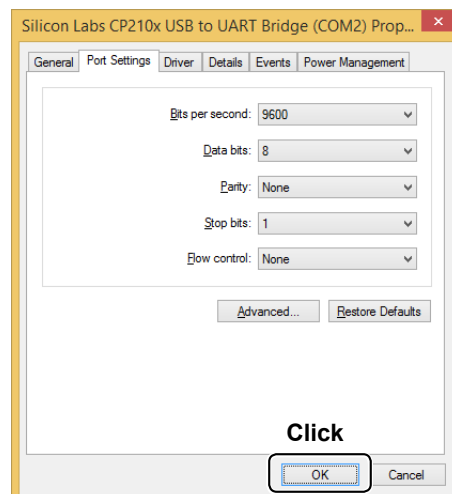 Silicon Labs CP210x USB to UART Bridge (COM2) Prop...
General Port Settings Driver Details Events Power Management
Bits per second: 9600
Data bits: 8
Parity: None
Stop bits: 1
Flow control: None
Advanced... Restore Defaults
Click
OK Cancel